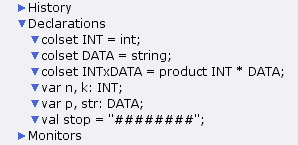 History
Declarations
colset INT = int;
colset DATA = string;
colset INTxDATA = product INT * DATA;
var n, k: INT;
var p, str: DATA;
val stop = "########";
Monitors